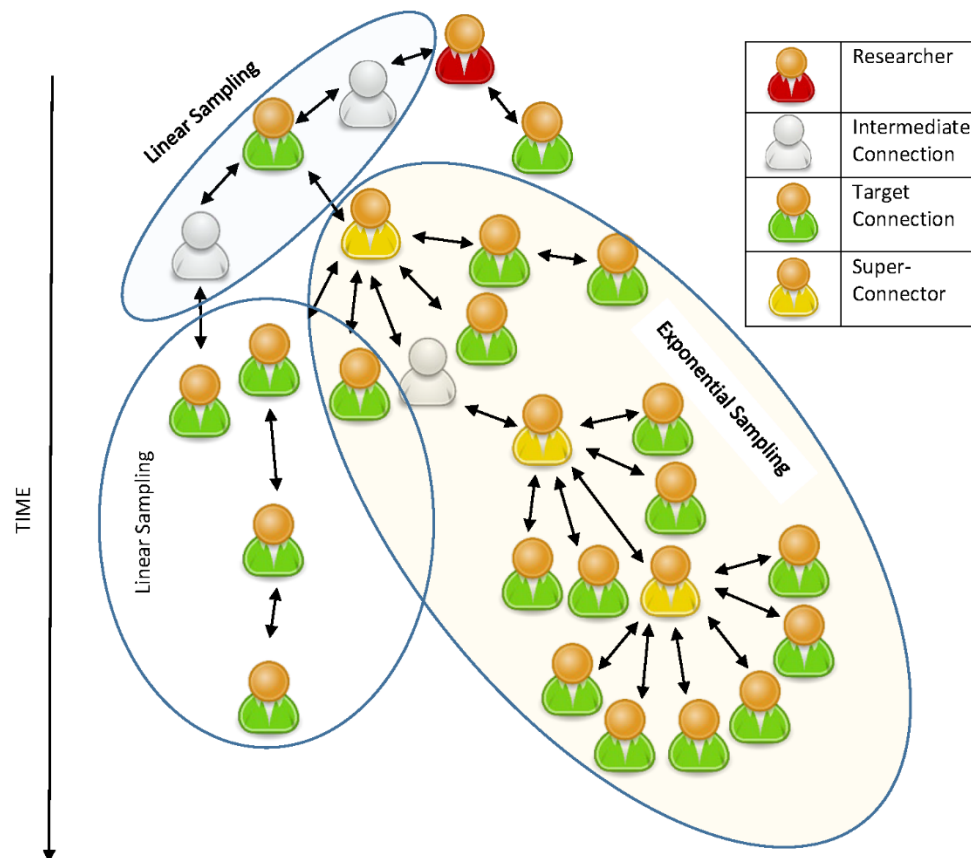 Linear Sampling
Researcher
Intermediate
Connection
Target
Connection
Super-
Connector
Exponential Sampling
Linear Sampling
TIME